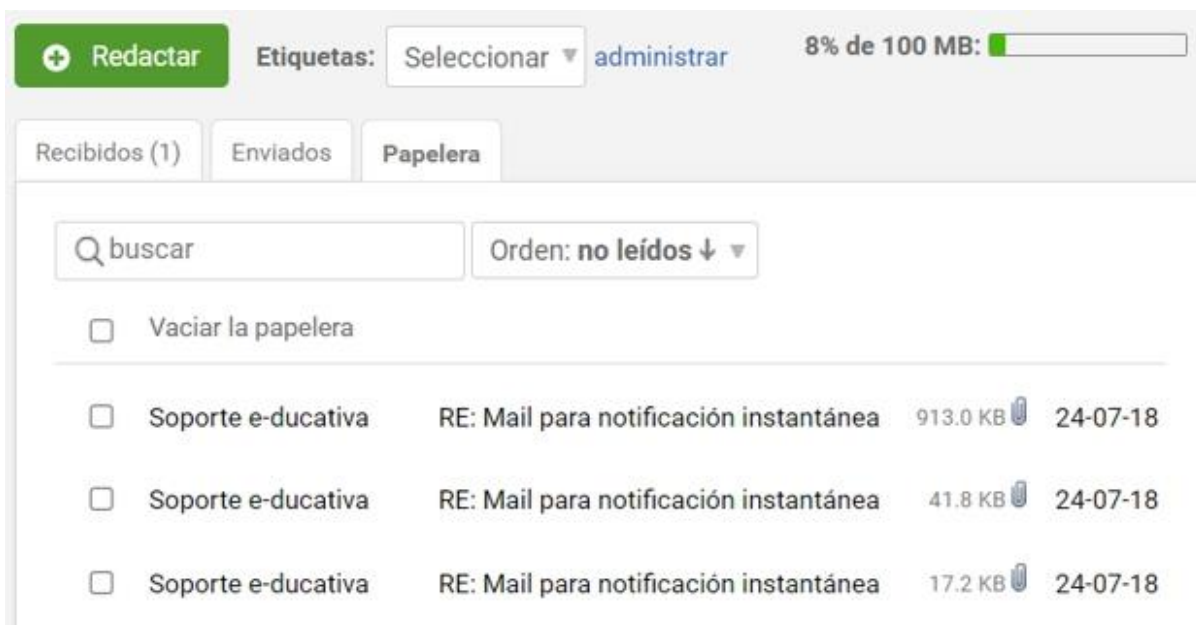 Redactar Etiquetas: Seleccionar administrar 8% de 100 MB:
Recibidos (1) Enviados Papelera
buscar Orden: no leídos ↓
Vaciar la papelera
Soporte e-ducativa RE: Mail para notificación instantánea 913.0 KB 24-07-18
Soporte e-ducativa RE: Mail para notificación instantánea 41.8 KB 24-07-18
Soporte e-ducativa RE: Mail para notificación instantánea 17.2 KB 24-07-18